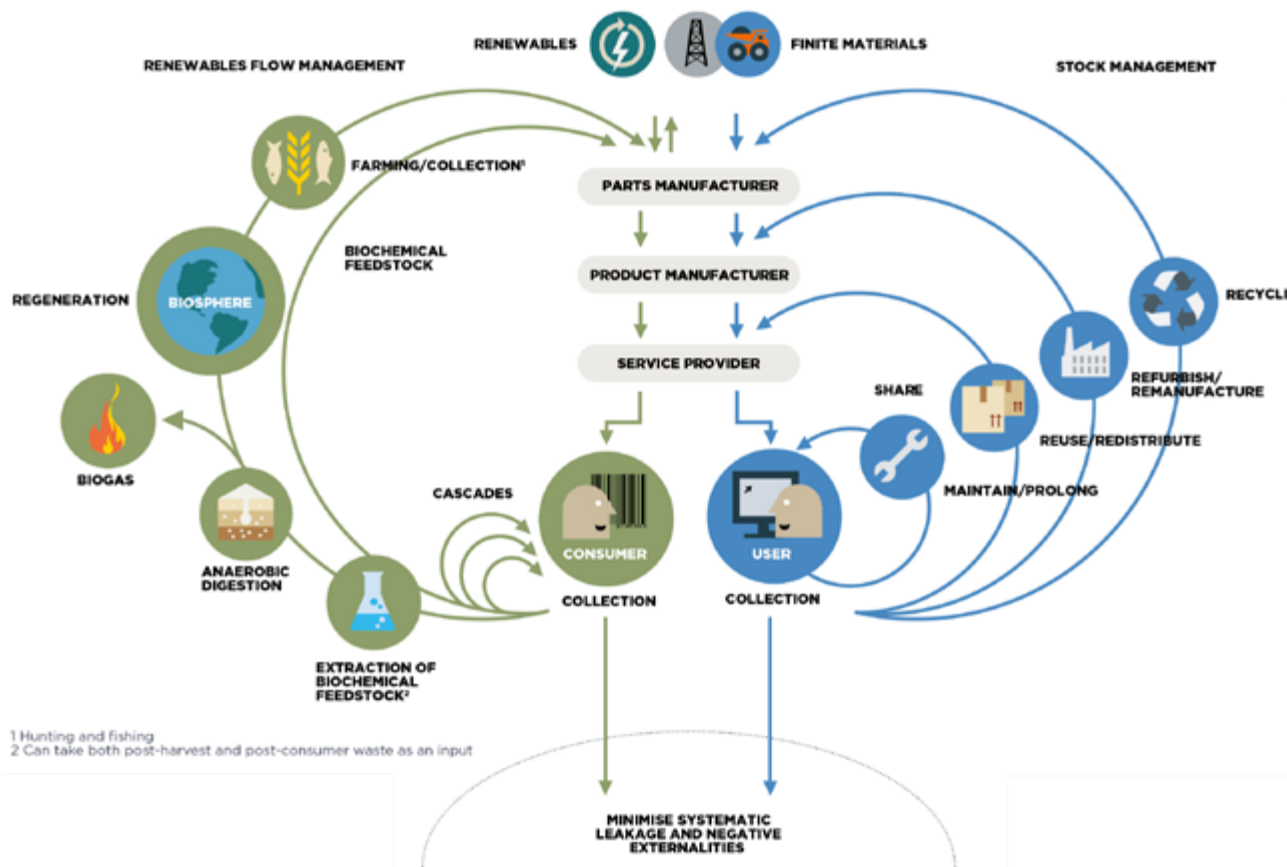 RENEWABLES
FINITE MATERIALS
RENEWABLES FLOW MANAGEMENT
STOCK MANAGEMENT
FARMING/COLLECTION¹
PARTS MANUFACTURER
BIOCHEMICAL
FEEDSTOCK
PRODUCT MANUFACTURER
REGENERATION
BIOSPHERE
RECYCLE
SERVICE PROVIDER
SHARE
REFURBISH/
REMANUFACTURE
REUSE/REDISTRIBUTE
BIOGAS
CASCADES
MAINTAIN/PROLONG
CONSUMER
USER
ANAEROBIC
DIGESTION
COLLECTION
COLLECTION
EXTRACTION OF
BIOCHEMICAL
FEEDSTOCK²
1 Hunting and fishing
2 Can take both post-harvest and post-consumer waste as an input
MINIMISE SYSTEMATIC
LEAKAGE AND NEGATIVE
EXTERNALITIES